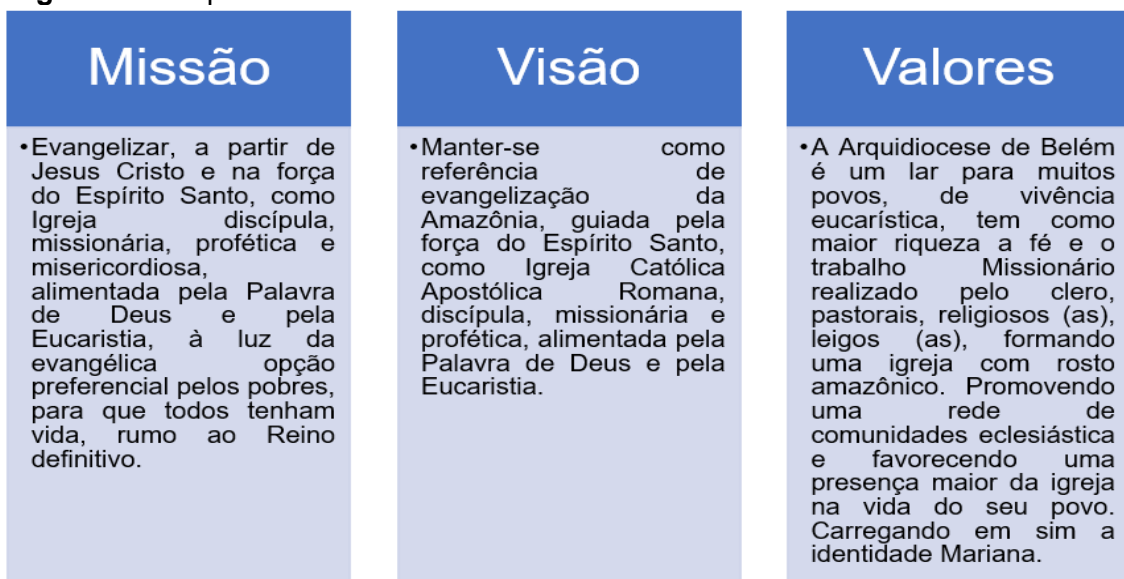 Missão
•Evangelizar, a partir de
Jesus Cristo e na força
do Espírito Santo, como
Igreja discípula,
missionária, profética e
misericordiosa,
alimentada pela Palavra
de Deus e pela
Eucaristia, à luz da
evangélica opção
preferencial pelos pobres,
para que todos tenham
vida, rumo ao Reino
definitivo.
Visão
•Manter-se como
referência de
evangelização da
Amazônia, guiada pela
força do Espírito Santo,
como Igreja Católica
Apostólica Romana,
discípula, missionária e
profética, alimentada pela
Palavra de Deus e pela
Eucaristia.
Valores
•A Arquidiocese de Belém
é um lar para muitos
povos, de vivência
eucarística, tem como
maior riqueza a fé e o
trabalho Missionário
realizado pelo clero,
pastorais, religiosos (as),
leigos (as), formando
uma igreja com rosto
amazônico. Promovendo
uma rede de
comunidades eclesiástica
e favorecendo uma
presença maior da igreja
na vida do seu povo.
Carregando em sim a
identidade Mariana.